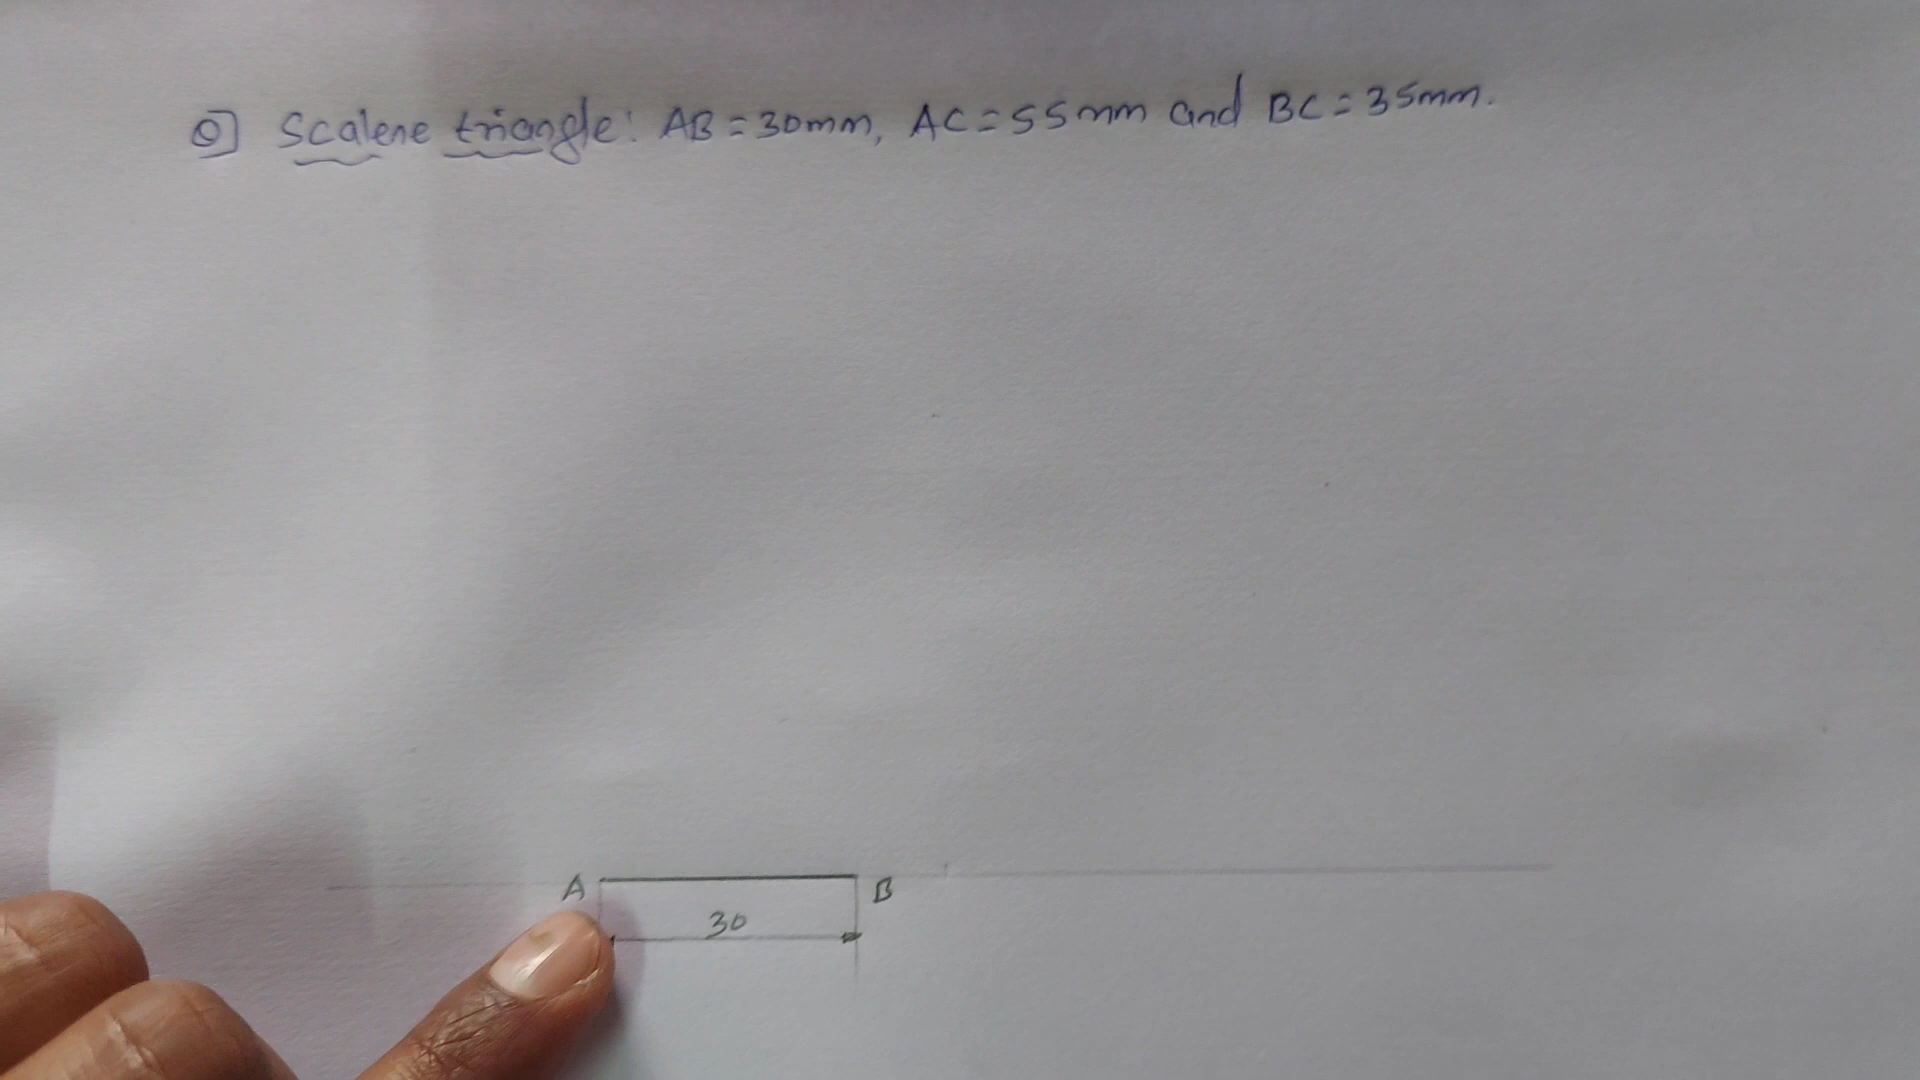 ⊙] Scalene triangle: AB = 30mm, AC = 55mm and BC = 35mm.
A B
30